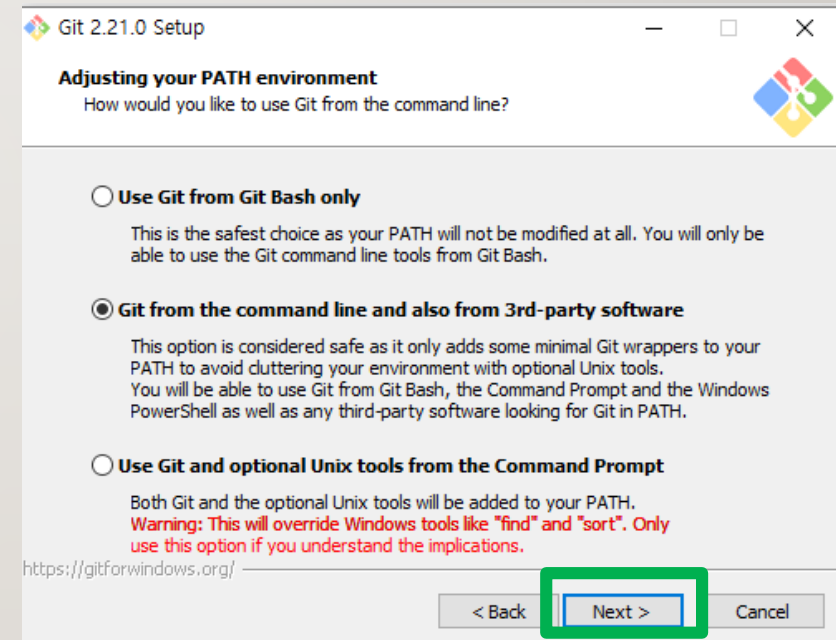 Git 2.21.0 Setup
Adjusting your PATH environment
How would you like to use Git from the command line?
Use Git from Git Bash only
This is the safest choice as your PATH will not be modified at all. You will only be
able to use the Git command line tools from Git Bash.
Git from the command line and also from 3rd-party software
This option is considered safe as it only adds some minimal Git wrappers to your
PATH to avoid cluttering your environment with optional Unix tools.
You will be able to use Git from Git Bash, the Command Prompt and the Windows
PowerShell as well as any third-party software looking for Git in PATH.
Use Git and optional Unix tools from the Command Prompt
Both Git and the optional Unix tools will be added to your PATH.
Warning: This will override Windows tools like "find" and "sort". Only
use this option if you understand the implications.
https://gitforwindows.org/
< Back Next > Cancel